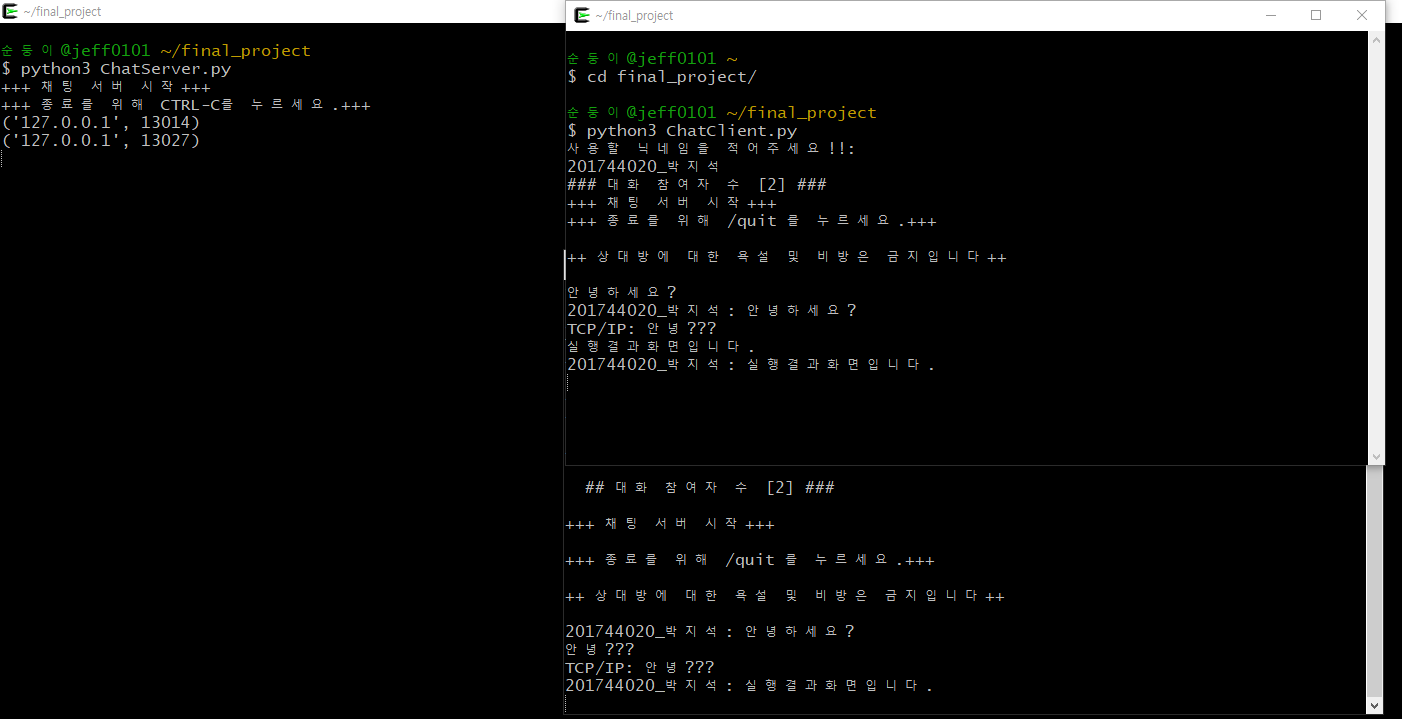 ~/final_project
순둥이@jeff0101 ~/final_project
$ python3 ChatServer.py
+++ 채팅 서버 시작+++
+++ 종료를 위해 CTRL-C를 누르세요.+++
('127.0.0.1', 13014)
('127.0.0.1', 13027)
~/final_project
순둥이@jeff0101 ~
$ cd final_project/
순둥이@jeff0101 ~/final_project
$ python3 ChatClient.py
사용할 닉네임을 적어주세요!!:
201744020_박지석
### 대화 참여자 수 [2] ###
+++ 채팅 서버 시작+++
+++ 종료를 위해 /quit 를 누르세요.+++
++ 상대방에 대한 욕설 및 비방은 금지입니다++
안녕하세요?
201744020_박지석: 안녕하세요?
TCP/IP: 안녕???
실행결과화면입니다.
201744020_박지석: 실행결과화면입니다.
## 대화 참여자 수 [2] ###
+++ 채팅 서버 시작+++
+++ 종료를 위해 /quit 를 누르세요.+++
++ 상대방에 대한 욕설 및 비방은 금지입니다++
201744020_박지석: 안녕하세요?
안녕???
TCP/IP: 안녕???
201744020_박지석: 실행결과화면입니다.